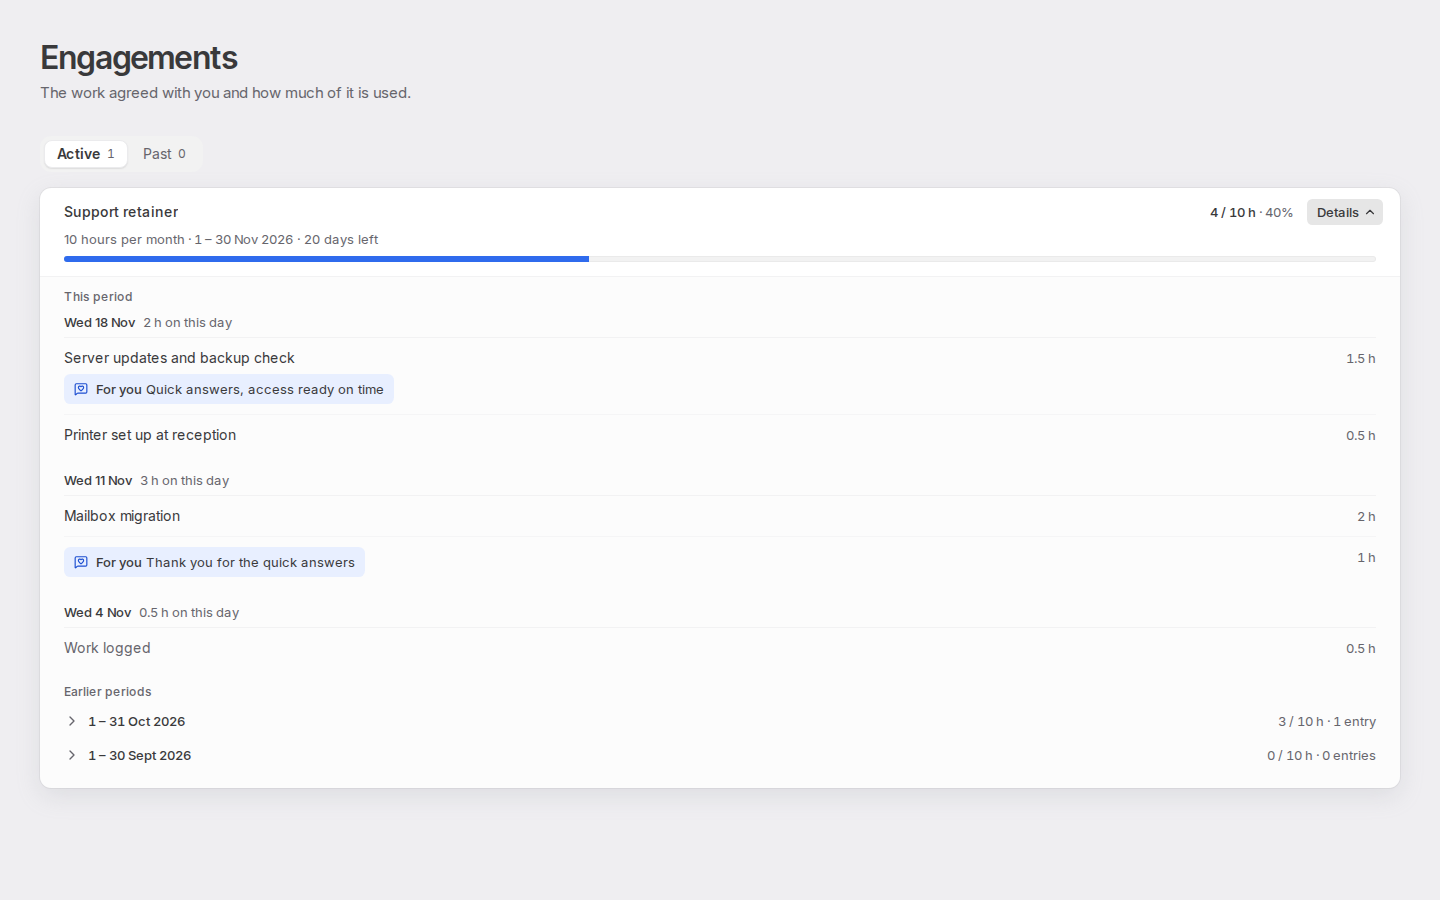 Engagements
The work agreed with you and how much of it is used.
Active 1 Past 0
Support retainer 4 / 10 h · 40% Details
10 hours per month · 1 – 30 Nov 2026 · 20 days left
This period
Wed 18 Nov 2 h on this day
Server updates and backup check 1.5 h
For you Quick answers, access ready on time
Printer set up at reception 0.5 h
Wed 11 Nov 3 h on this day
Mailbox migration 2 h
For you Thank you for the quick answers 1 h
Wed 4 Nov 0.5 h on this day
Work logged 0.5 h
Earlier periods
1 – 31 Oct 2026 3 / 10 h · 1 entry
1 – 30 Sept 2026 0 / 10 h · 0 entries